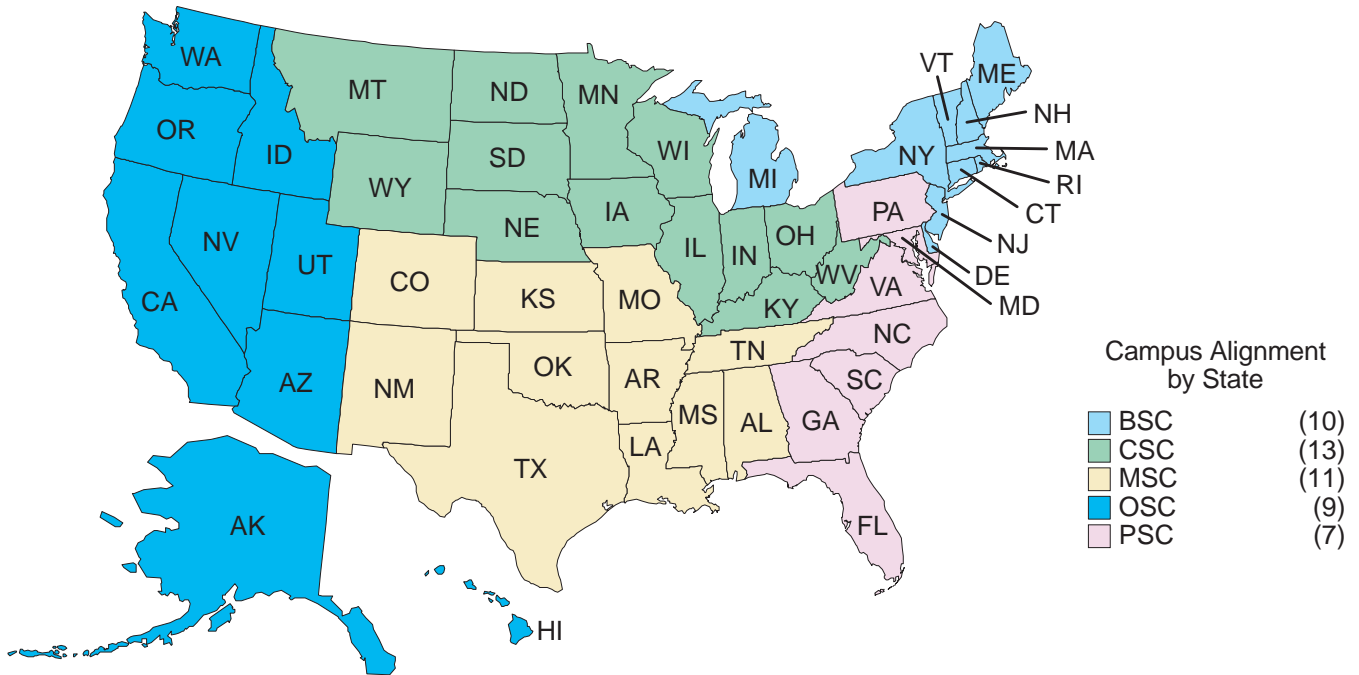 WA
MT
ND
MN
VT
ME
NH
OR
ID
SD
WI
NY
MA
RI
WY
MI
CT
IA
PA
NJ
NE
NV
UT
IL
IN
OH
DE
CO
WV
VA
MD
CA
KS
MO
KY
NC
TN
OK
AR
SC
AZ
NM
MS
AL
GA
LA
TX
FL
AK
HI
Campus Alignment
by State
BSC (10)
CSC (13)
MSC (11)
OSC (9)
PSC (7)